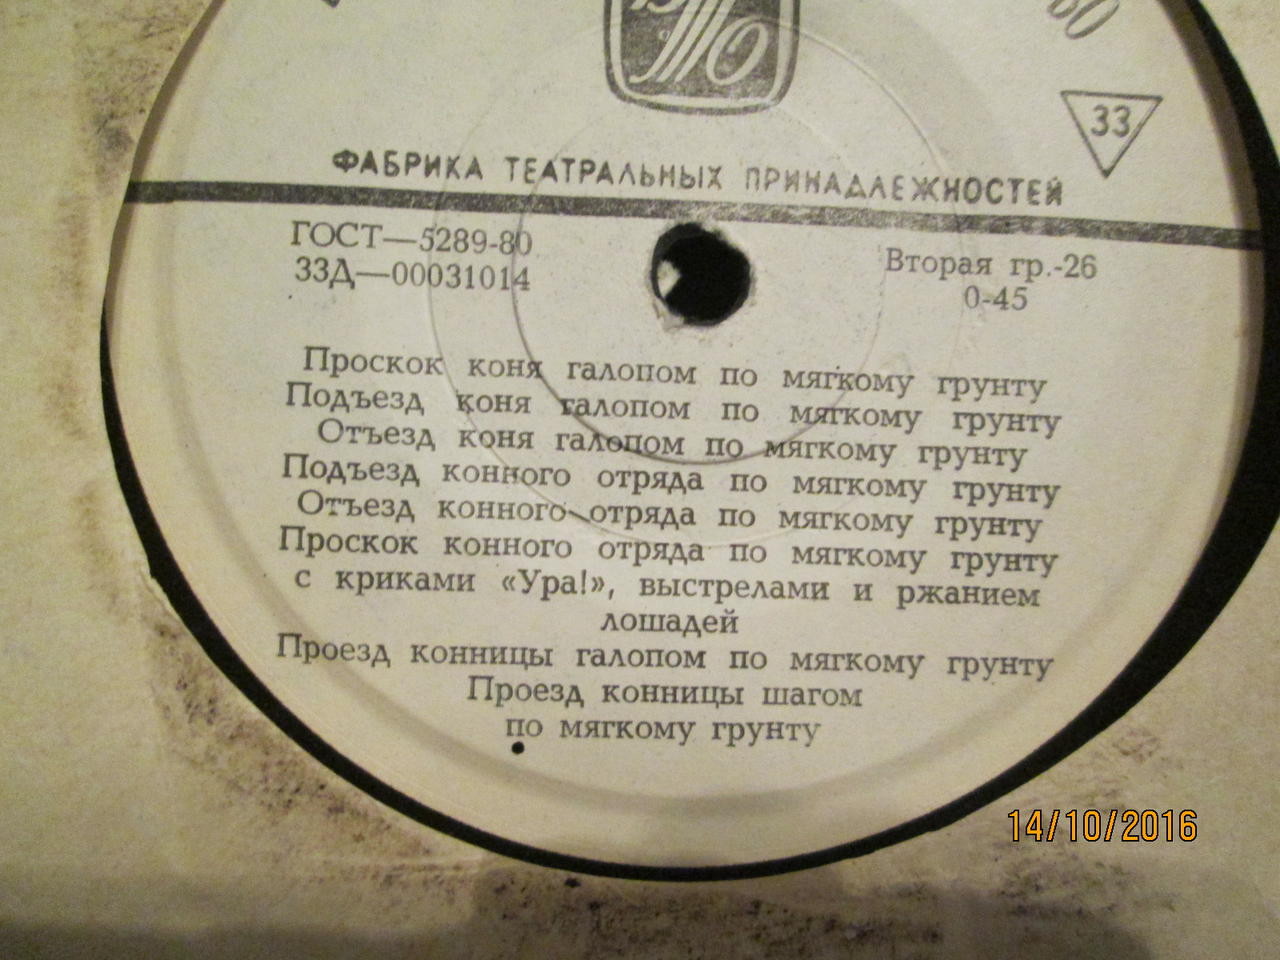 33
ФАБРИКА ТЕАТРАЛЬНЫХ ПРИНАДЛЕЖНОСТЕЙ
ГОСТ—5289-80
33Д—00031014
Вторая гр.-26
0-45
Проскок коня галопом по мягкому грунту
Подъезд коня галопом по мягкому грунту
Отъезд коня галопом по мягкому грунту
Подъезд конного отряда по мягкому грунту
Отъезд конного отряда по мягкому грунту
Проскок конного отряда по мягкому грунту
с криками «Ура!», выстрелами и ржанием
лошадей
Проезд конницы галопом по мягкому грунту
Проезд конницы шагом
по мягкому грунту
14/10/2016